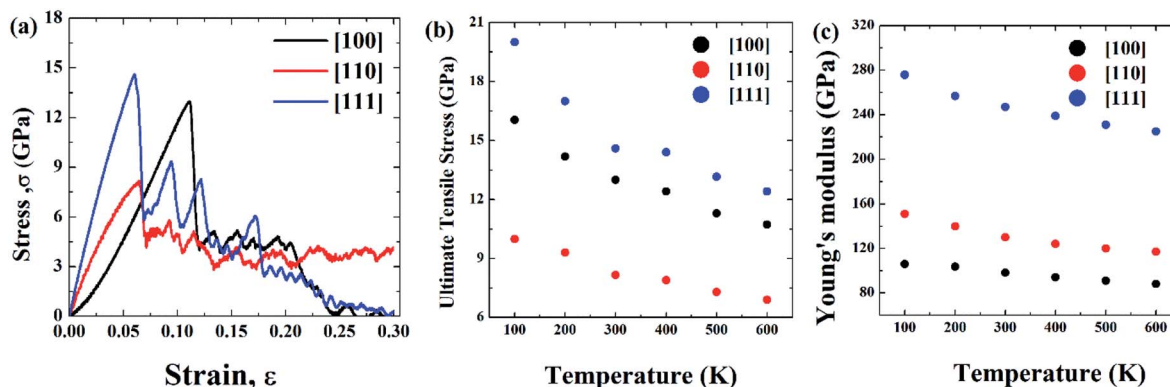 (a)
[100]
[110]
[111]
Stress ,σ (GPa)
15
12
9
6
3
0
0.00 0.05 0.10 0.15 0.20 0.25 0.30
Strain, ε
(b)
[100]
[110]
[111]
Ultimate Tensile Stress (GPa)
21
18
15
12
9
6
100 200 300 400 500 600
Temperature (K)
(c)
[100]
[110]
[111]
Young's modulus (GPa)
320
280
240
200
160
120
80
100 200 300 400 500 600
Temperature (K)